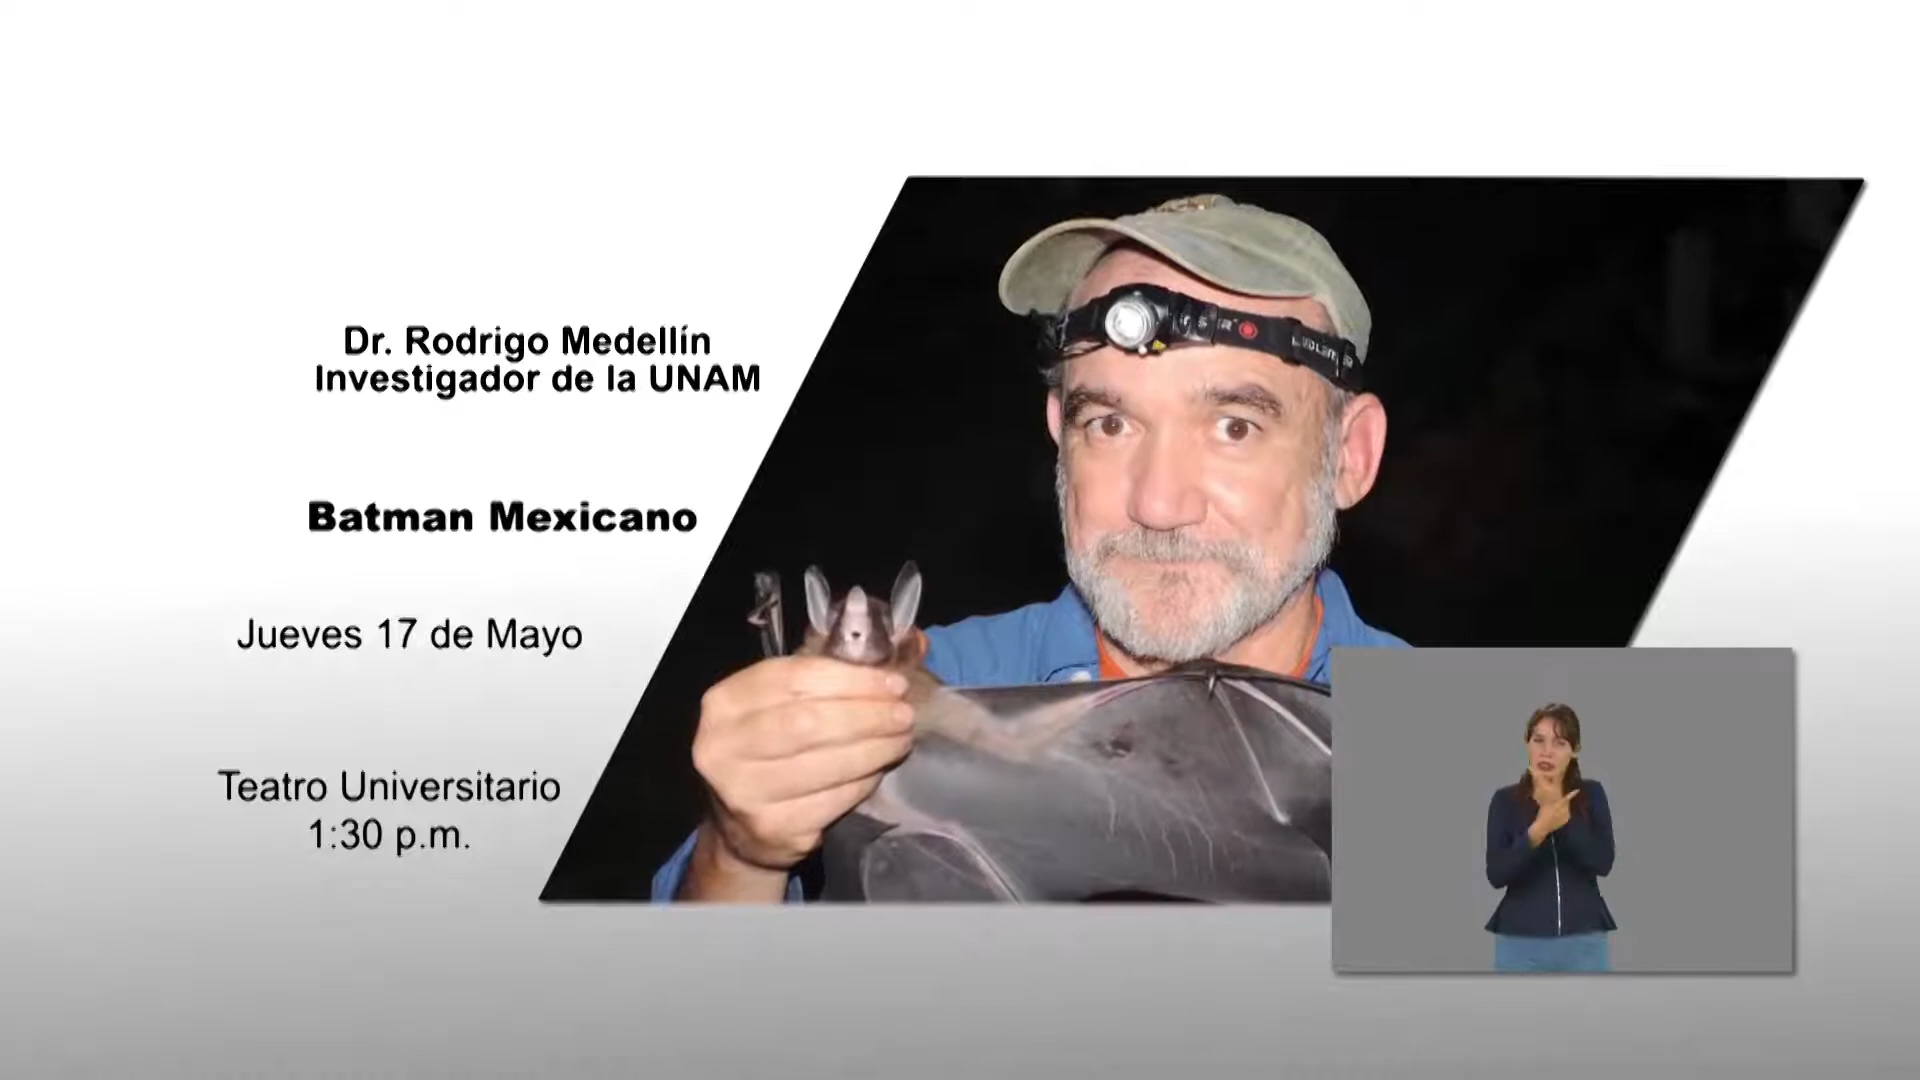 Dr. Rodrigo Medellín
Investigador de la UNAM
Batman Mexicano
Jueves 17 de Mayo
Teatro Universitario
1:30 p.m.